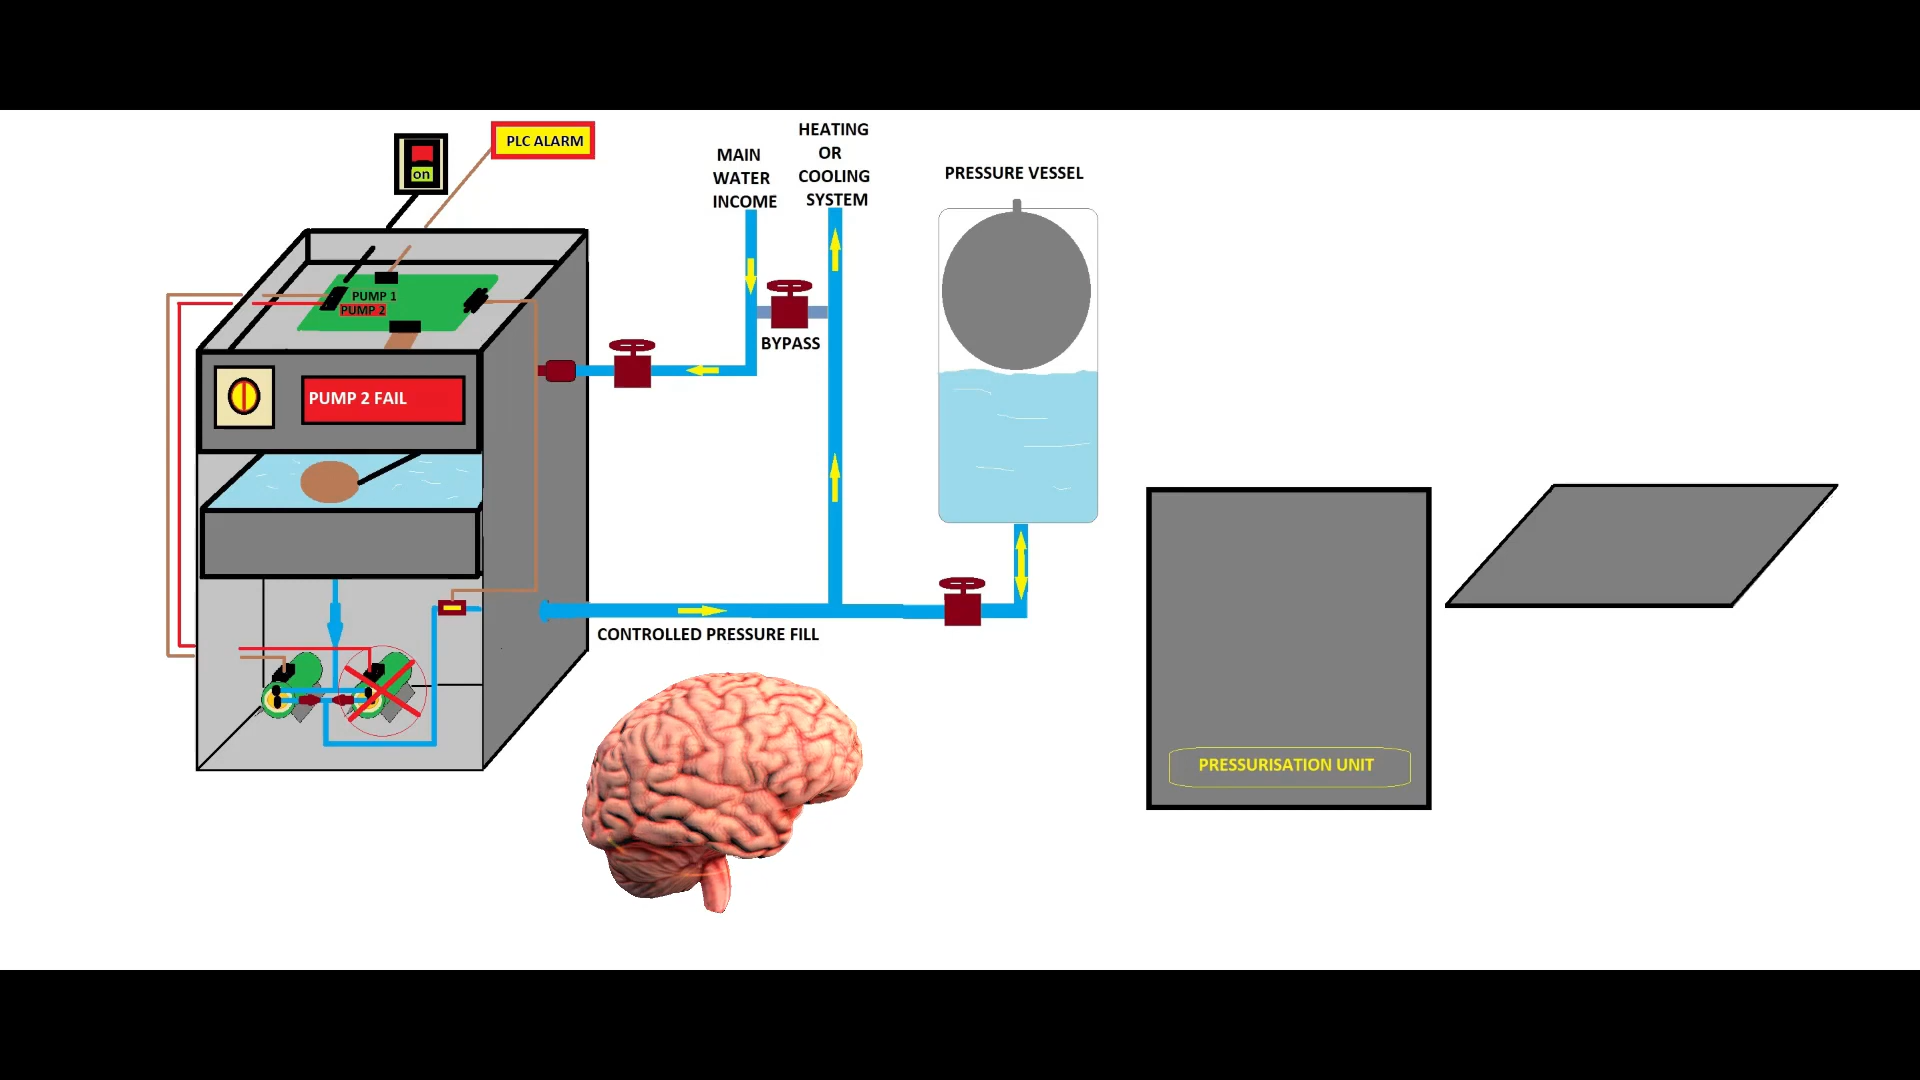 PLC ALARM
on
MAIN
WATER
INCOME
HEATING
OR
COOLING
SYSTEM
PRESSURE VESSEL
PUMP 1
PUMP 2
BYPASS
PUMP 2 FAIL
CONTROLLED PRESSURE FILL
PRESSURISATION UNIT